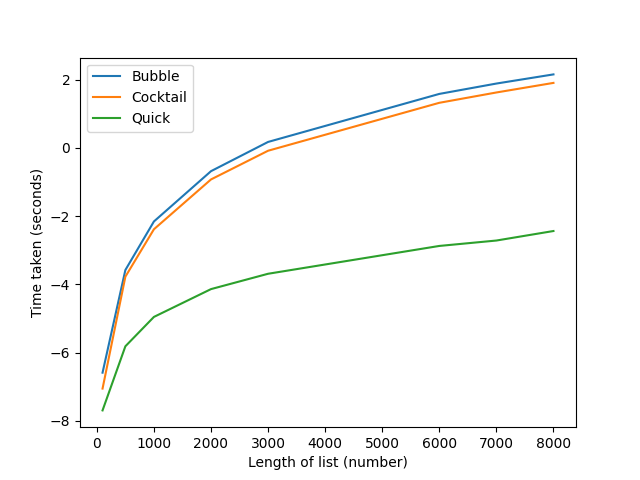 Bubble
Cocktail
Quick
2
0
−2
−4
−6
−8
Time taken (seconds)
0 1000 2000 3000 4000 5000 6000 7000 8000
Length of list (number)